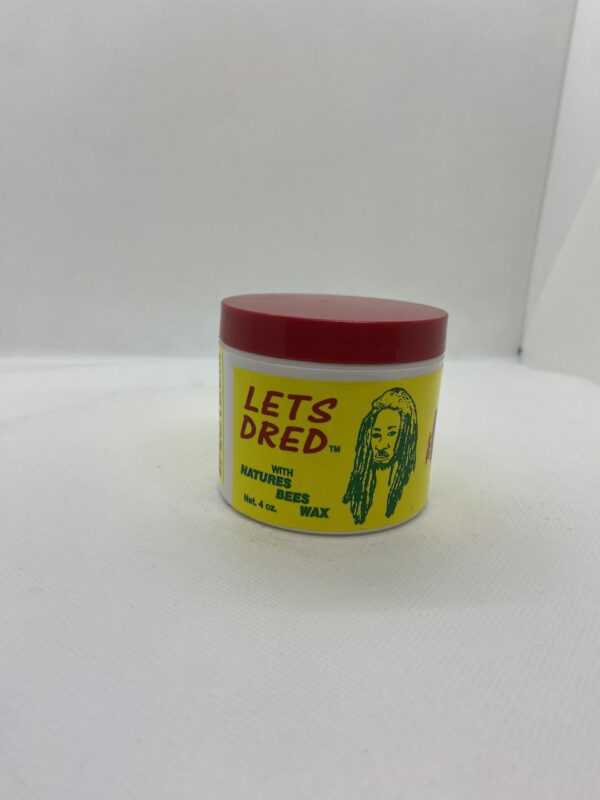 LETS
DRED™
WITH
NATURES
BEES
WAX
Net. 4 oz.